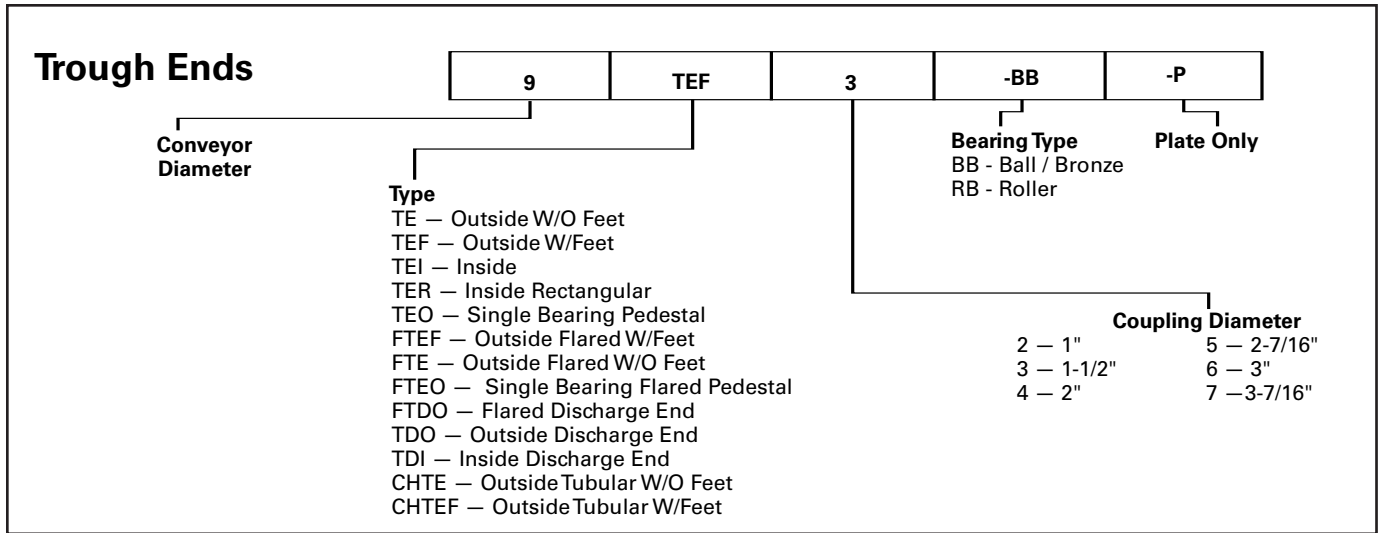 Trough Ends
9 TEF 3 -BB -P
Conveyor
Diameter
Bearing Type
BB - Ball / Bronze
RB - Roller
Plate Only
Type
TE — Outside W/O Feet
TEF — Outside W/Feet
TEI — Inside
TER — Inside Rectangular
TEO — Single Bearing Pedestal
FTEF — Outside Flared W/Feet
FTE — Outside Flared W/O Feet
FTEO — Single Bearing Flared Pedestal
FTDO — Flared Discharge End
TDO — Outside Discharge End
TDI — Inside Discharge End
CHTE — Outside Tubular W/O Feet
CHTEF — Outside Tubular W/Feet
Coupling Diameter
2 — 1" 5 — 2-7/16"
3 — 1-1/2" 6 — 3"
4 — 2" 7 —3-7/16"